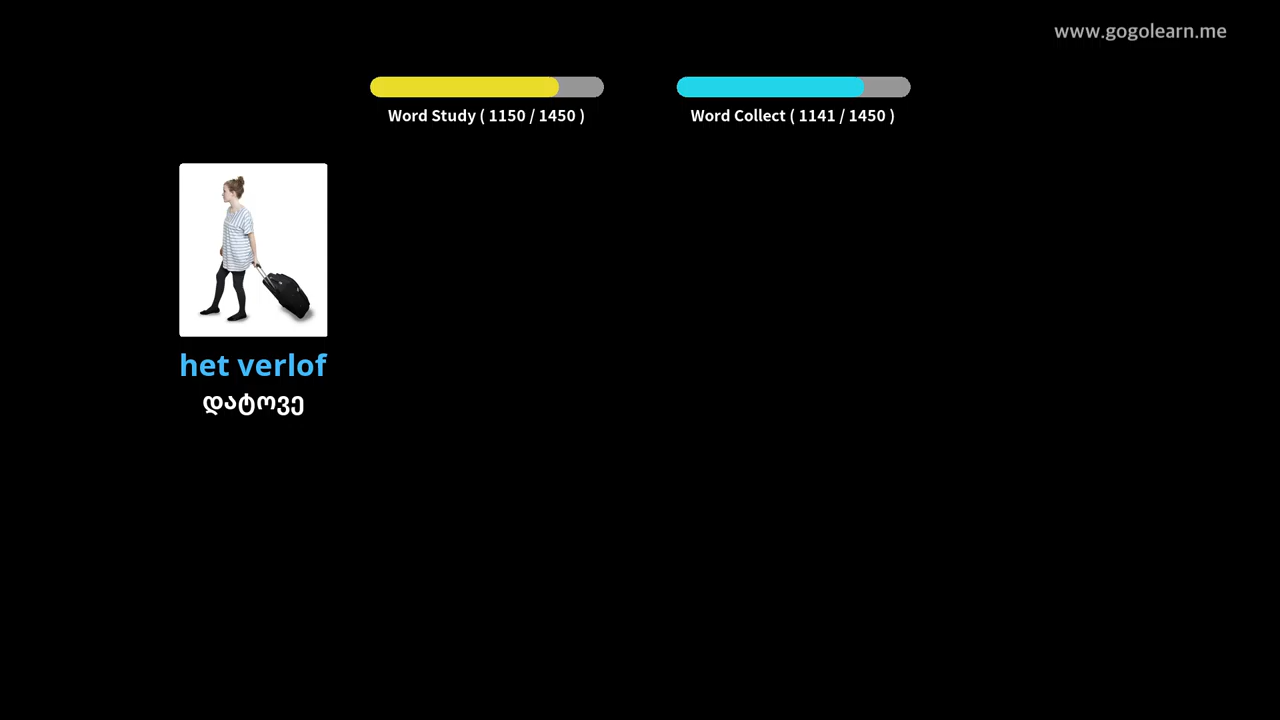 www.gogolearn.me
Word Study ( 1150 / 1450 )
Word Collect ( 1141 / 1450 )
het verlof
დატოვე